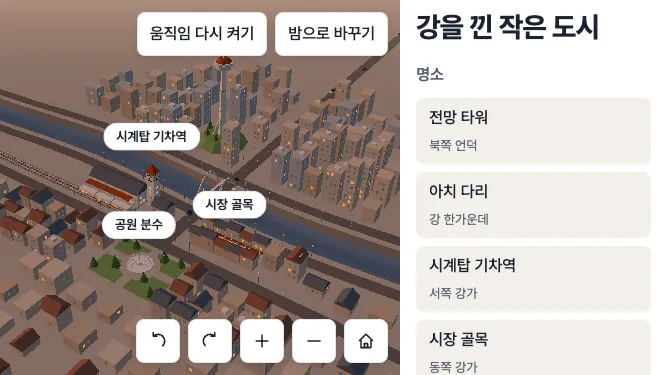 움직임 다시 켜기
밤으로 바꾸기
시계탑 기차역
시장 골목
공원 분수
강을 낀 작은 도시
명소
전망 타워
북쪽 언덕
아치 다리
강 한가운데
시계탑 기차역
서쪽 강가
시장 골목
동쪽 강가